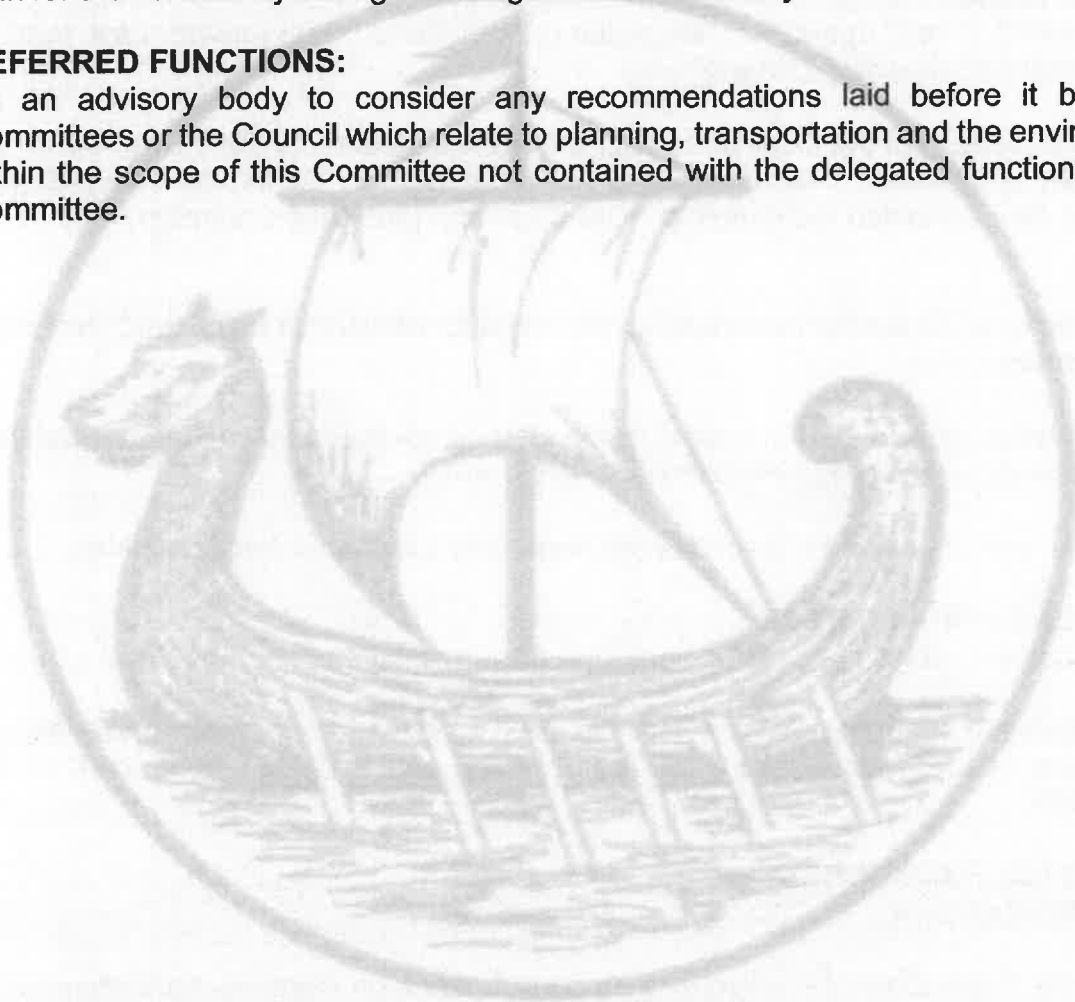 EFERRED FUNCTIONS:
an advisory body to consider any recommendations laid before it b
ommittees or the Council which relate to planning, transportation and the envir
thin the scope of this Committee not contained with the delegated function
ommittee.